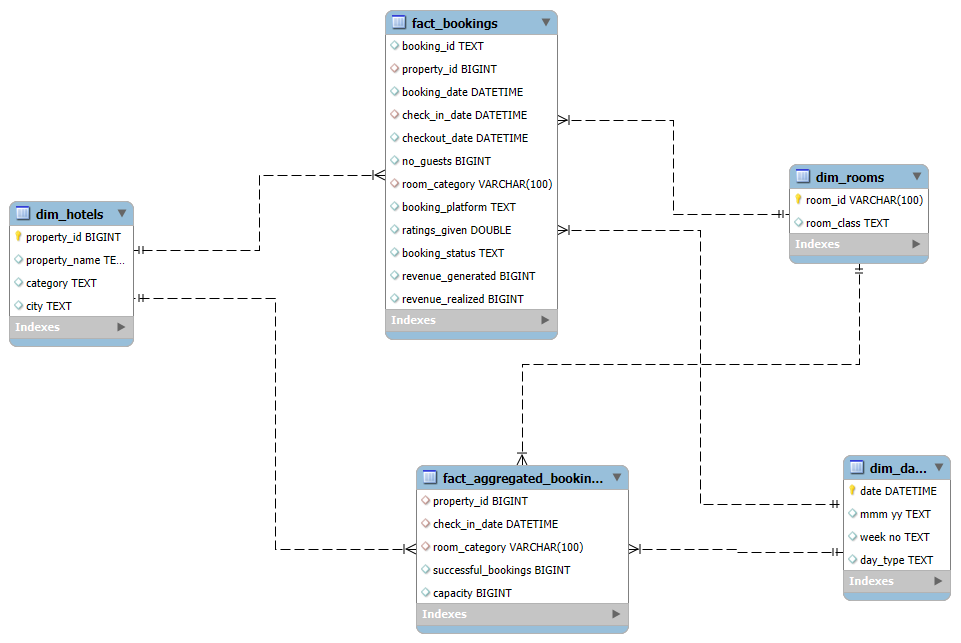 fact_bookings
booking_id TEXT
property_id BIGINT
booking_date DATETIME
check_in_date DATETIME
checkout_date DATETIME
no_guests BIGINT
room_category VARCHAR(100)
booking_platform TEXT
ratings_given DOUBLE
booking_status TEXT
revenue_generated BIGINT
revenue_realized BIGINT
Indexes
dim_hotels
property_id BIGINT
property_name TE...
category TEXT
city TEXT
Indexes
dim_rooms
room_id VARCHAR(100)
room_class TEXT
Indexes
fact_aggregated_bookin...
property_id BIGINT
check_in_date DATETIME
room_category VARCHAR(100)
successful_bookings BIGINT
capacity BIGINT
Indexes
dim_da...
date DATETIME
mmm yy TEXT
week no TEXT
day_type TEXT
Indexes